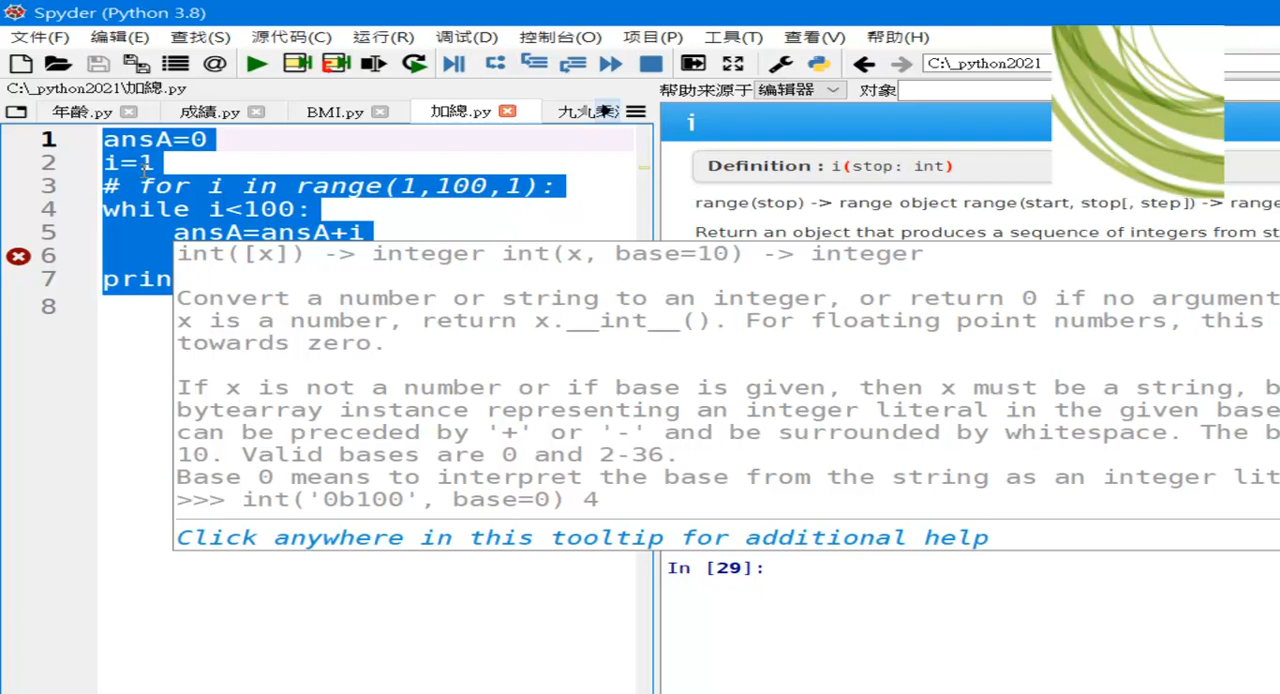 Spyder (Python 3.8)
文件(F) 编辑(E) 查找(S) 源代码(C) 运行(R) 调试(D) 控制台(O) 项目(P) 工具(T) 查看(V) 帮助(H)
C:\_python2021
C:\_python2021\加總.py
帮助来源于 编辑器 对象
年齡.py 成績.py BMI.py 加總.py
i
1 ansA=0
2 i=1
3 # for i in range(1,100,1):
4 while i<100:
5 ansA=ansA+i
6
7 prin
8
Definition : i(stop: int)
range(stop) -> range object range(start, stop[, step]) -> range
Return an object that produces a sequence of integers from
int([x]) -> integer int(x, base=10) -> integer
Convert a number or string to an integer, or return 0 if no argument
x is a number, return x.__int__(). For floating point numbers, this
towards zero.
If x is not a number or if base is given, then x must be a string,
bytearray instance representing an integer literal in the given base
can be preceded by '+' or '-' and be surrounded by whitespace. The
10. Valid bases are 0 and 2-36.
Base 0 means to interpret the base from the string as an integer
>>> int('0b100', base=0) 4
Click anywhere in this tooltip for additional help
In [29]: